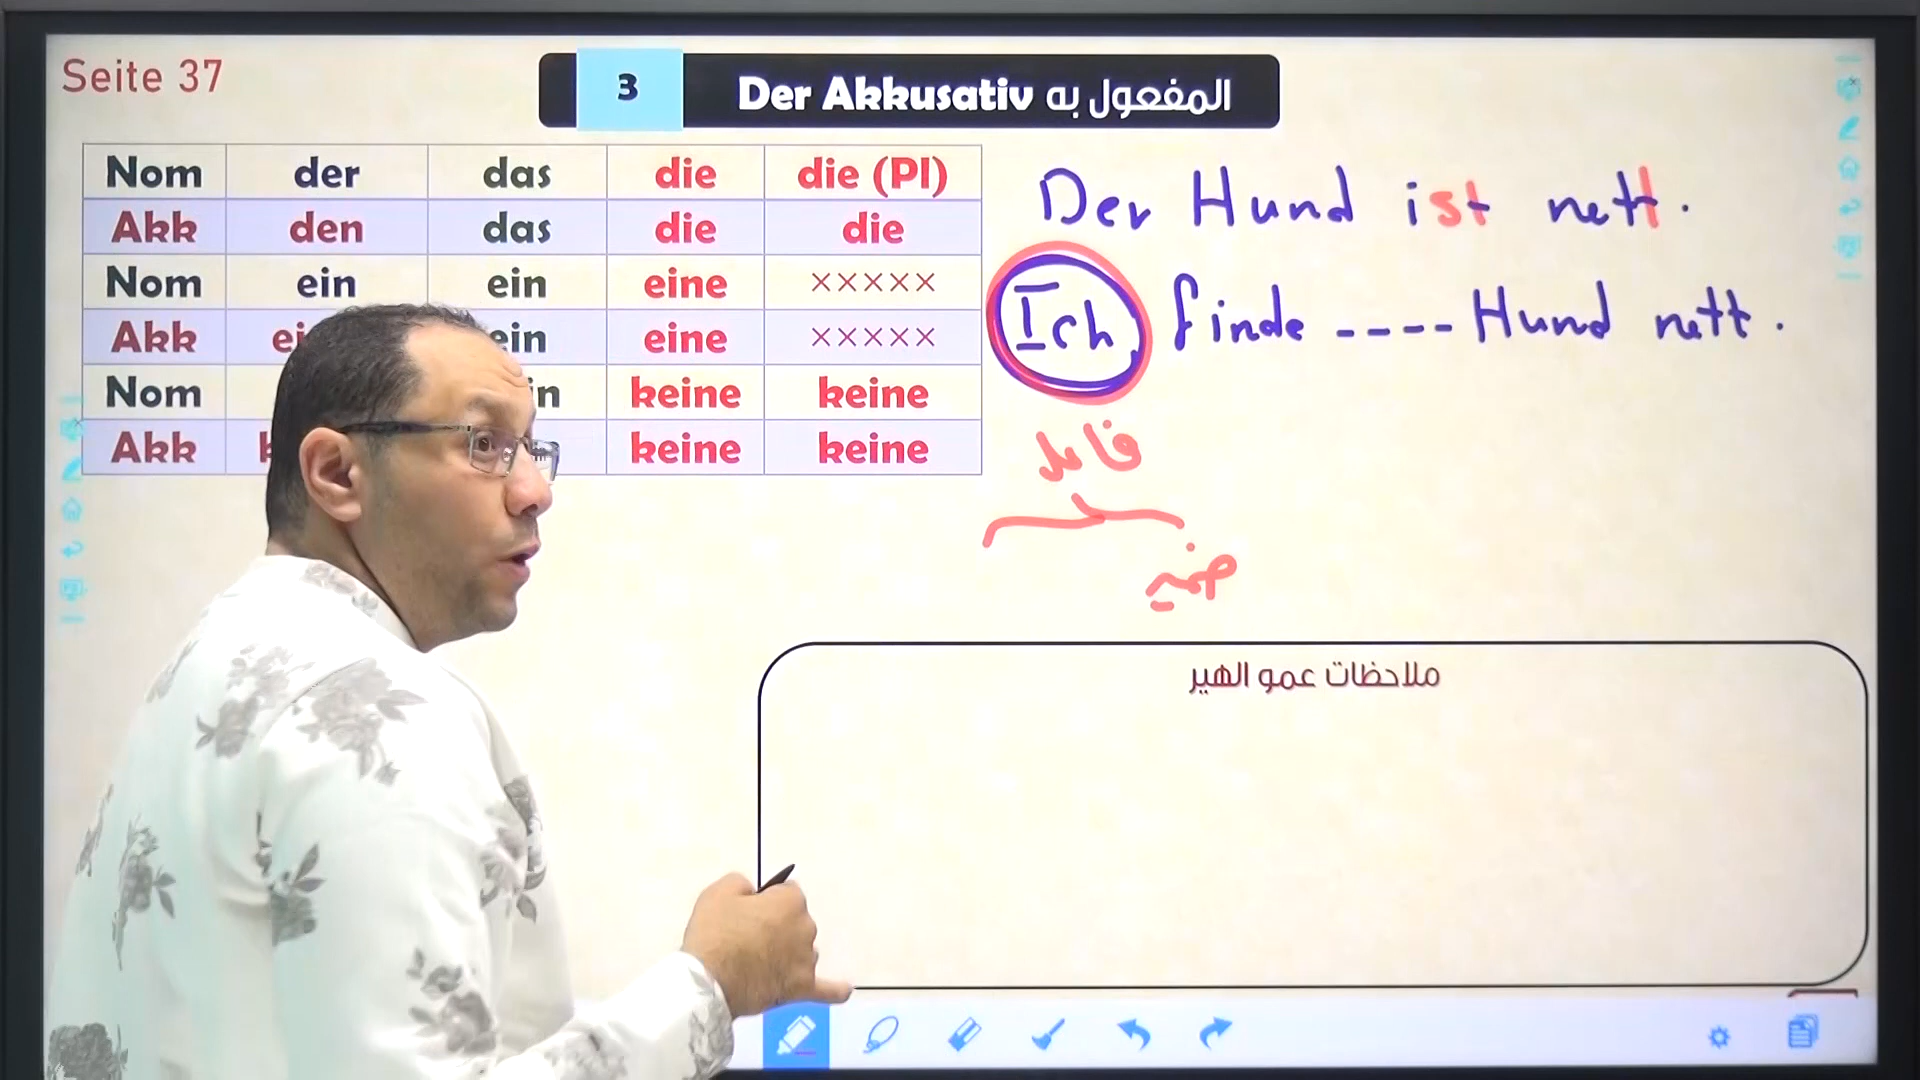 Seite 37
3 Der Akkusativ المفعول به
Nom der das die die (Pl)
Akk den das die die
Nom ein ein eine ×××××
Akk ein eine ×××××
Nom keine keine
Akk keine keine
Der Hund ist nett.
Ich finde ---- Hund nett.
فاعل
ضمير
ملاحظات عمو الهير